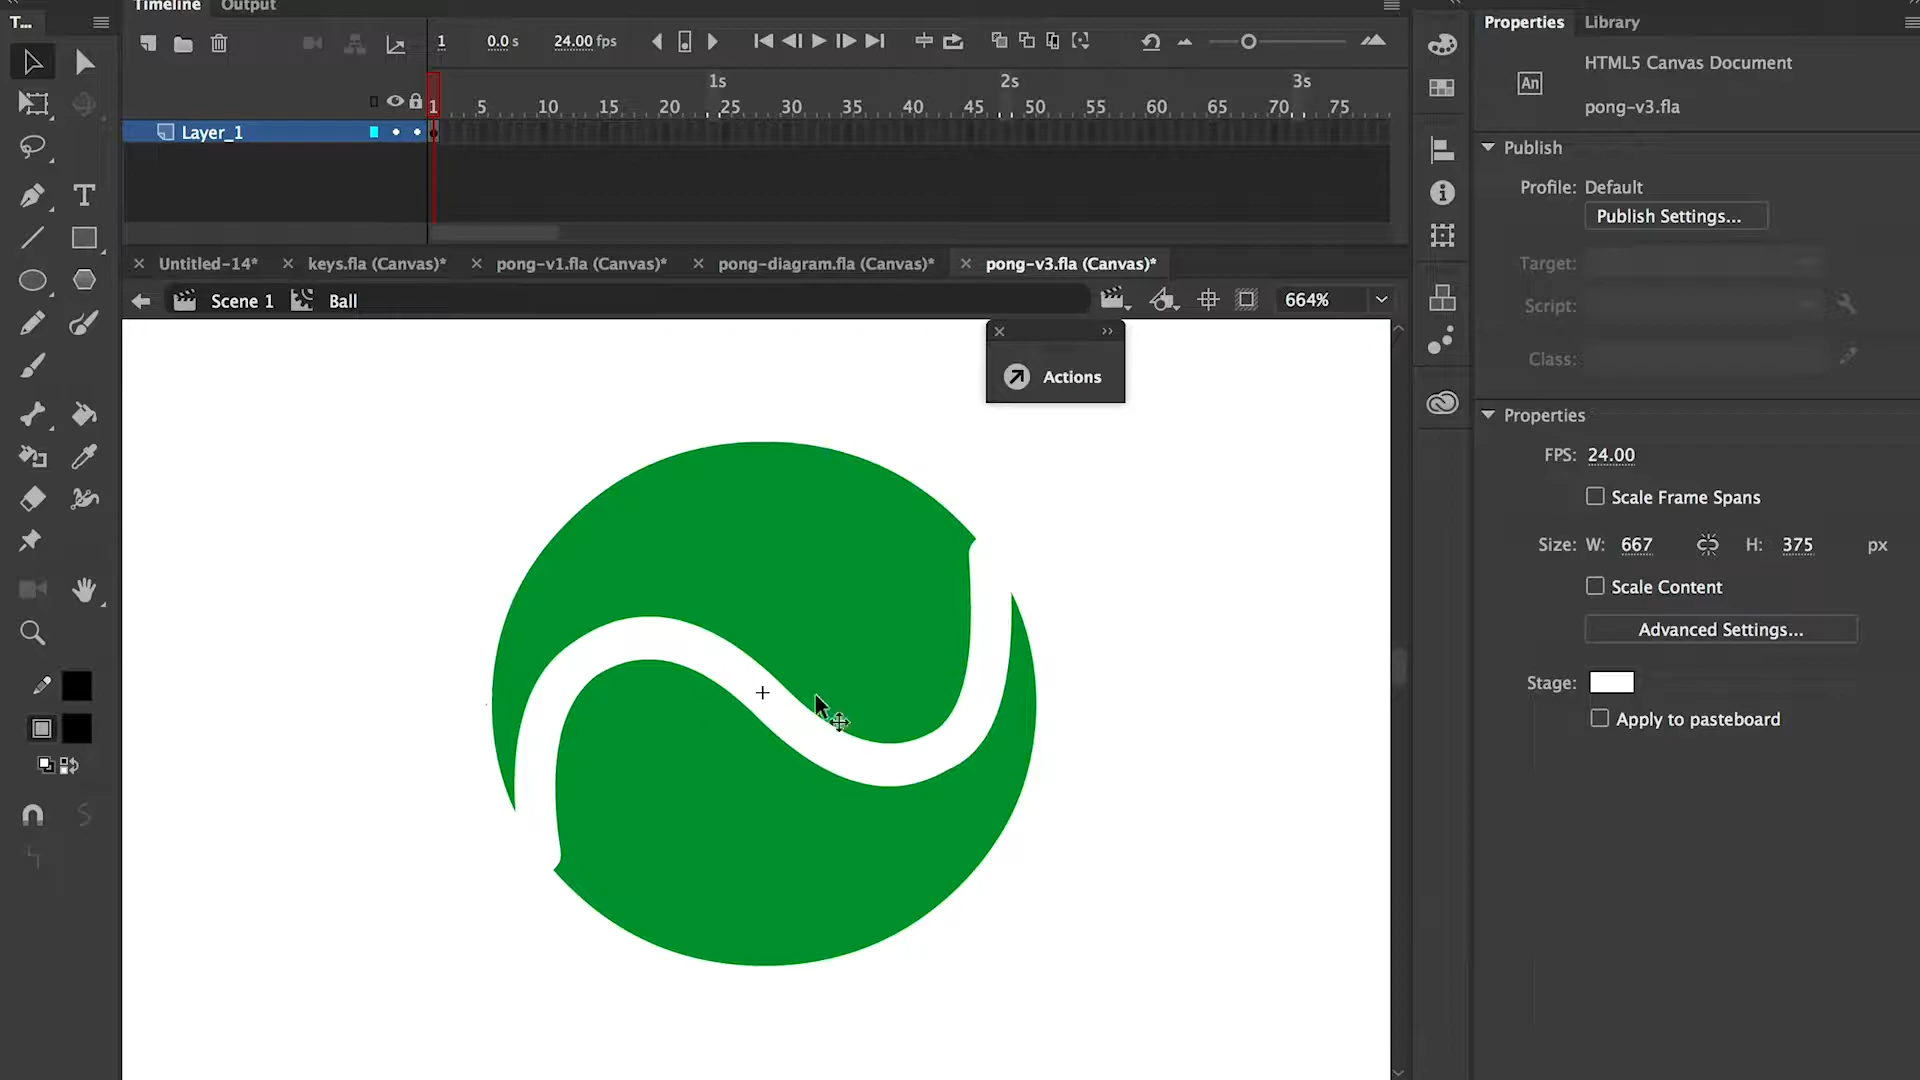 T...
Timeline Output
1 0.0 s 24.00 fps
1s 2s 3s
1 5 10 15 20 25 30 35 40 45 50 55 60 65 70 75
Layer_1
Untitled-14* keys.fla (Canvas)* pong-v1.fla (Canvas)* pong-diagram.fla (Canvas)* pong-v3.fla (Canvas)*
Scene 1 Ball 664%
Actions
Properties Library
An HTML5 Canvas Document
pong-v3.fla
Publish
Profile: Default
Publish Settings...
Target:
Script:
Class:
Properties
FPS: 24.00
Scale Frame Spans
Size: W: 667 H: 375 px
Scale Content
Advanced Settings...
Stage:
Apply to pasteboard